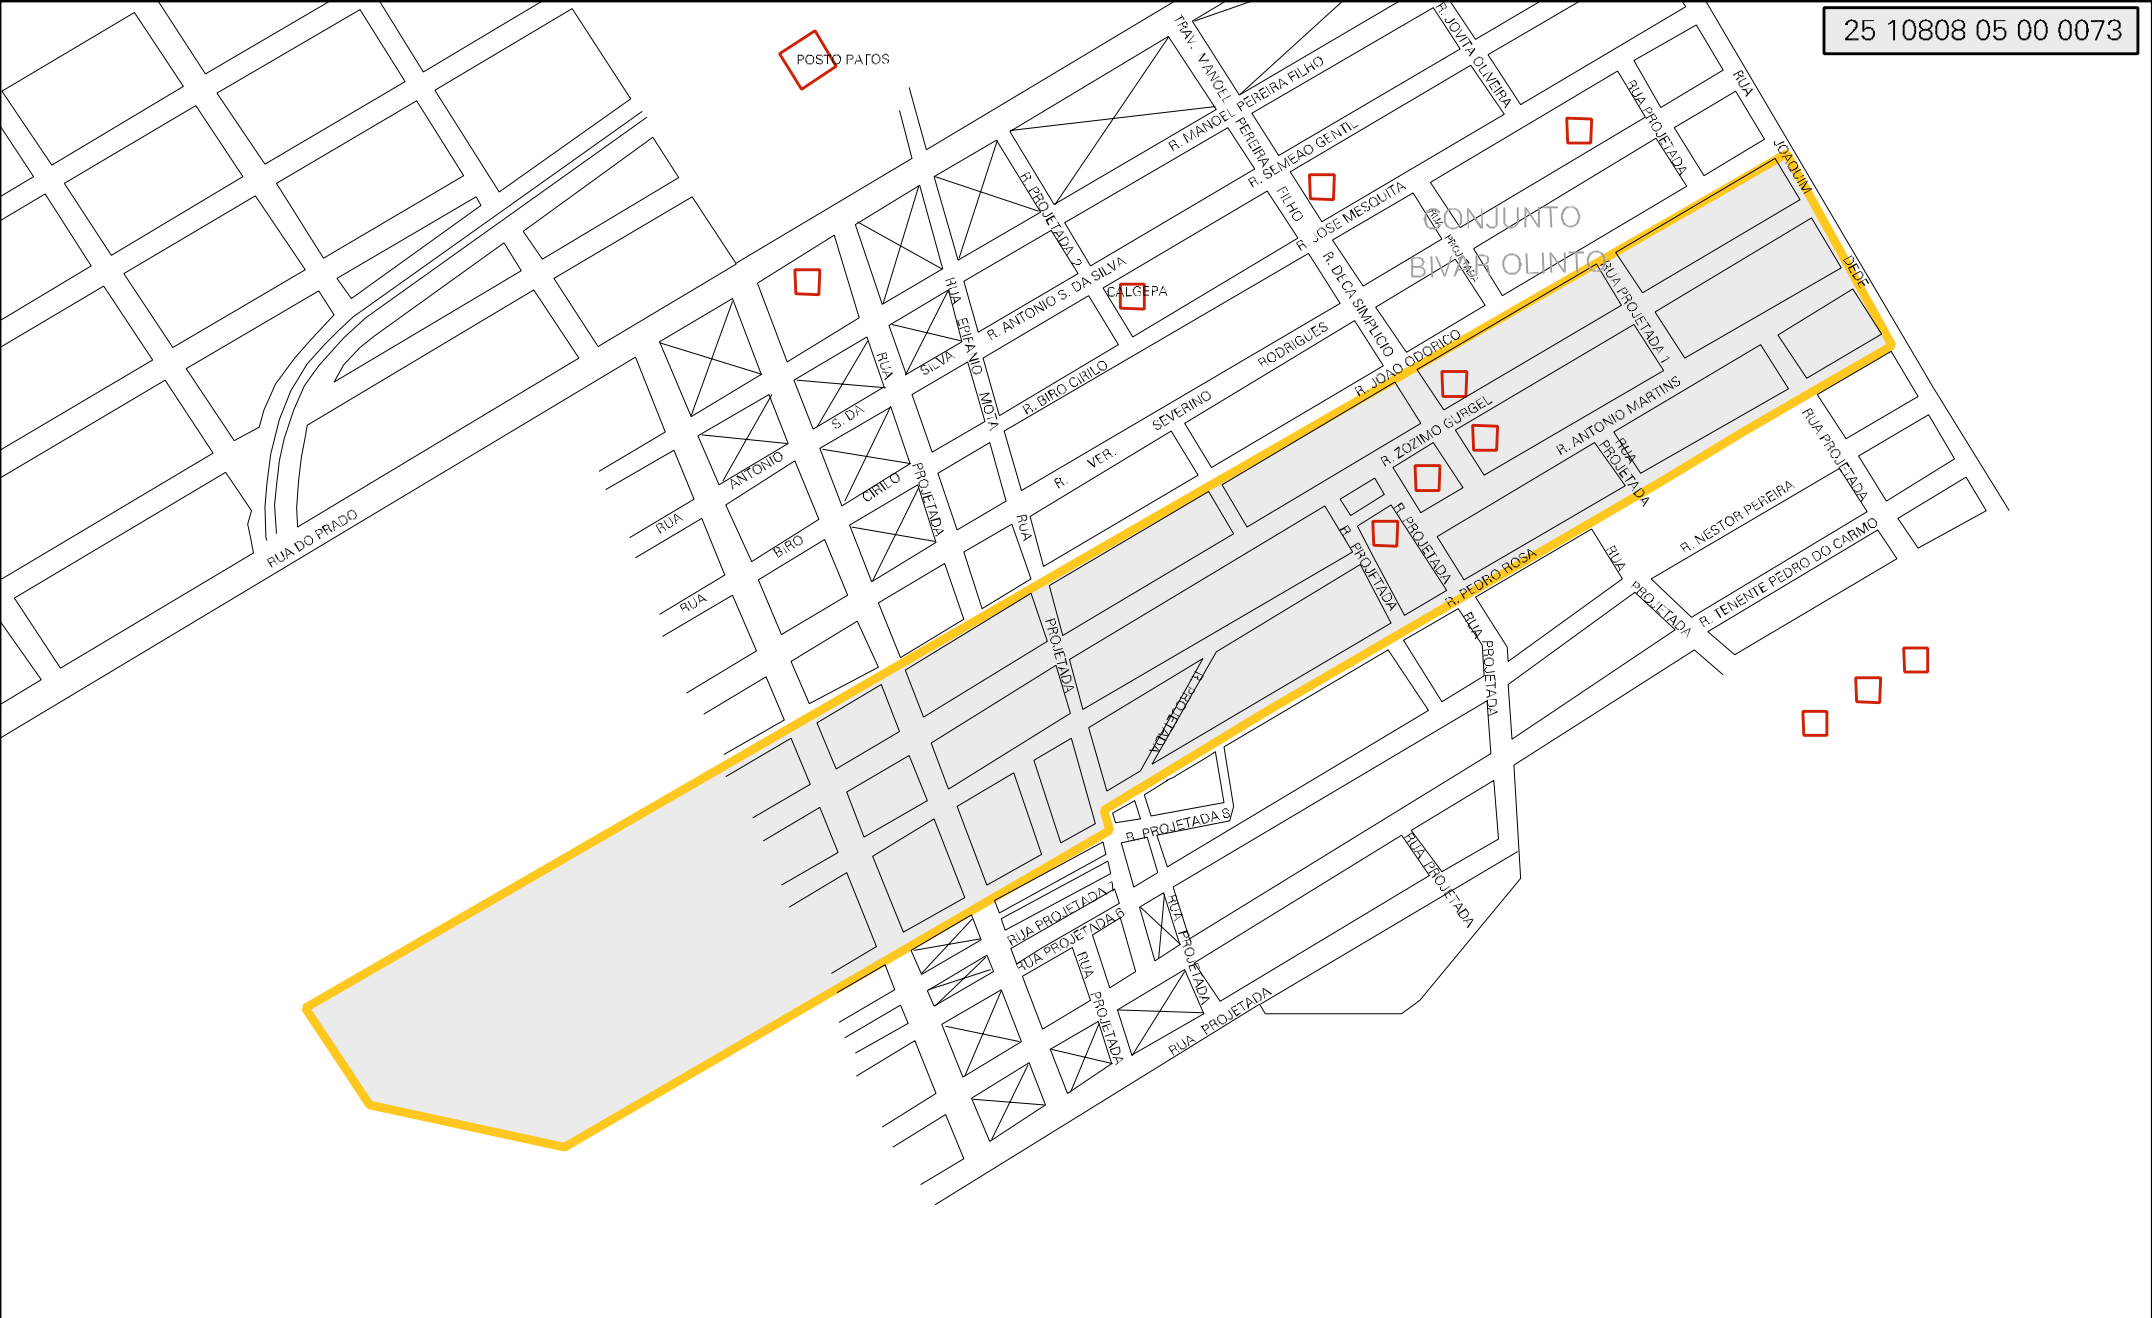 25 10808 05 00 0073
POSTO PATOS
TRAV. MANOEL PEREIRA FILHO
R. JOVITA OLIVEIRA
RUA JOAQUIM DEDE
R. MANOEL PEREIRA FILHO
R. SEMEAO GENTIL
RUA PROJETADA
R. JOSE MESQUITA
CONJUNTO
BIVAR OLINTO
RUA PROJETADA
R. PROJETADA 2
R. ANTONIO S. DA SILVA
CALGEPA
R. DECA SIMPLICIO
RUA EPIFANIO MOTA
R. BIRO CIRILO
R. VER. SEVERINO RODRIGUES
R. JOAO ODORICO
RUA PROJETADA 1
RUA ANTONIO S. DA SILVA
RUA BIRO CIRILO
RUA PROJETADA
R. ZOZIMO GURGEL
R. ANTONIO MARTINS
RUA PROJETADA
RUA PROJETADA
RUA DO PRADO
R. PROJETADA
R. PROJETADA
R. NESTOR PEREIRA
R. TENENTE PEDRO DO CARMO
R. PEDRO ROSA
RUA PROJETADA
RUA PROJETADA
RUA PROJETADA
R. PROJETADA
R. PROJETADA 8
RUA PROJETADA 7
RUA PROJETADA 6
RUA PROJETADA
RUA PROJETADA
RUA PROJETADA
RUA PROJETADA